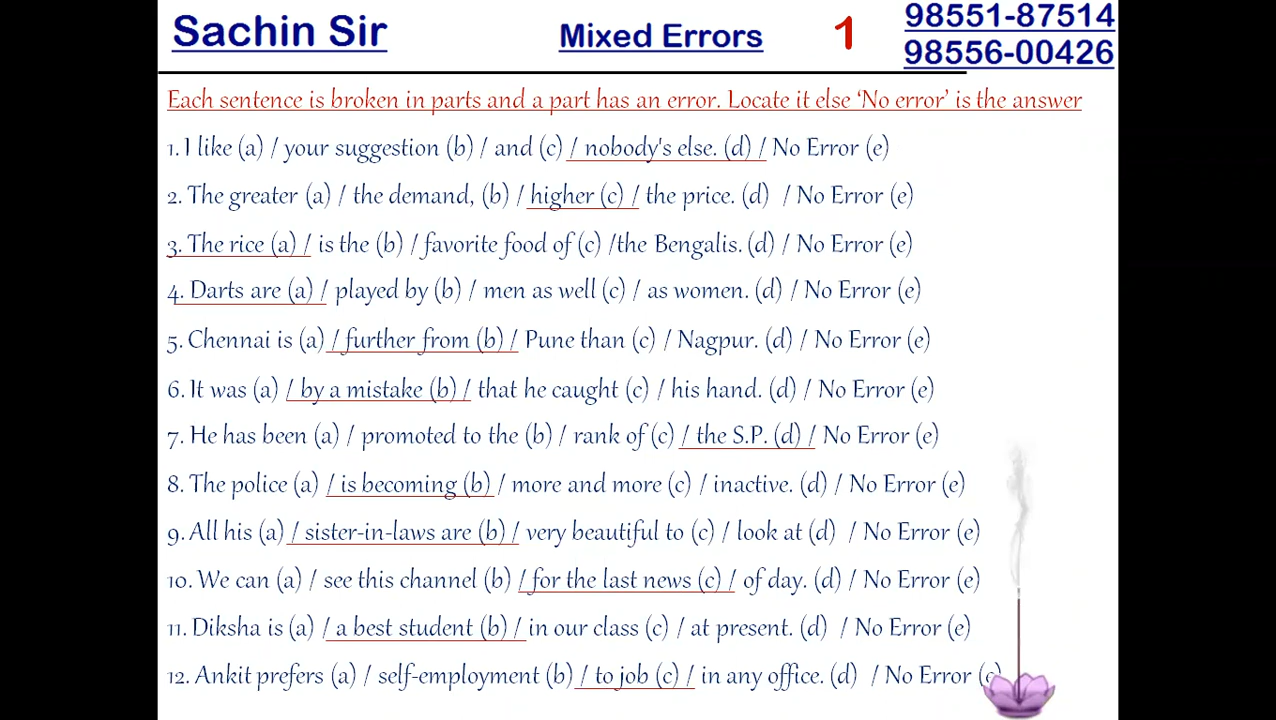 Sachin Sir Mixed Errors 1 98551-87514
98556-00426
Each sentence is broken in parts and a part has an error. Locate it else ‘No error’ is the answer
1. I like (a) / your suggestion (b) / and (c) / nobody's else. (d) / No Error (e)
2. The greater (a) / the demand, (b) / higher (c) / the price. (d) / No Error (e)
3. The rice (a) / is the (b) / favorite food of (c) /the Bengalis. (d) / No Error (e)
4. Darts are (a) / played by (b) / men as well (c) / as women. (d) / No Error (e)
5. Chennai is (a) / further from (b) / Pune than (c) / Nagpur. (d) / No Error (e)
6. It was (a) / by a mistake (b) / that he caught (c) / his hand. (d) / No Error (e)
7. He has been (a) / promoted to the (b) / rank of (c) / the S.P. (d) / No Error (e)
8. The police (a) / is becoming (b) / more and more (c) / inactive. (d) / No Error (e)
9. All his (a) / sister-in-laws are (b) / very beautiful to (c) / look at (d) / No Error (e)
10. We can (a) / see this channel (b) / for the last news (c) / of day. (d) / No Error (e)
11. Diksha is (a) / a best student (b) / in our class (c) / at present. (d) / No Error (e)
12. Ankit prefers (a) / self-employment (b) / to job (c) / in any office. (d) / No Error (e)